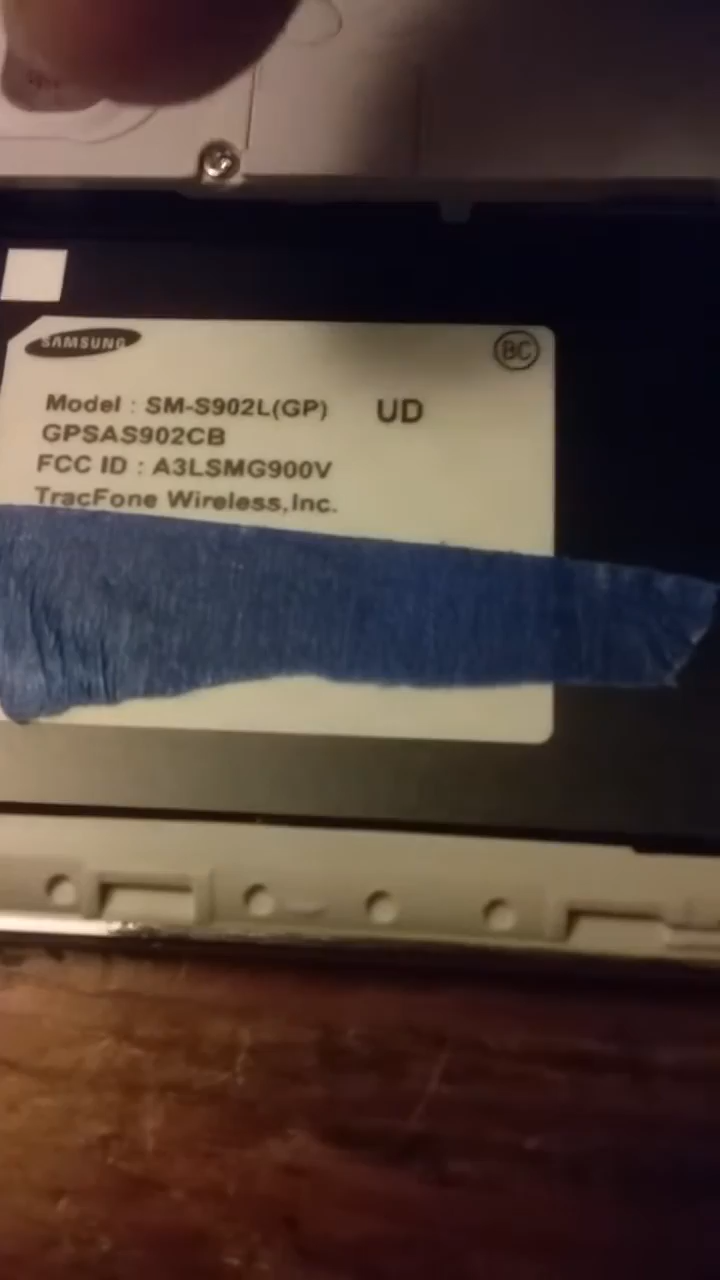 SAMSUNG
BC
Model : SM-S902L(GP) UD
GPSAS902CB
FCC ID : A3LSMG900V
TracFone Wireless,Inc.